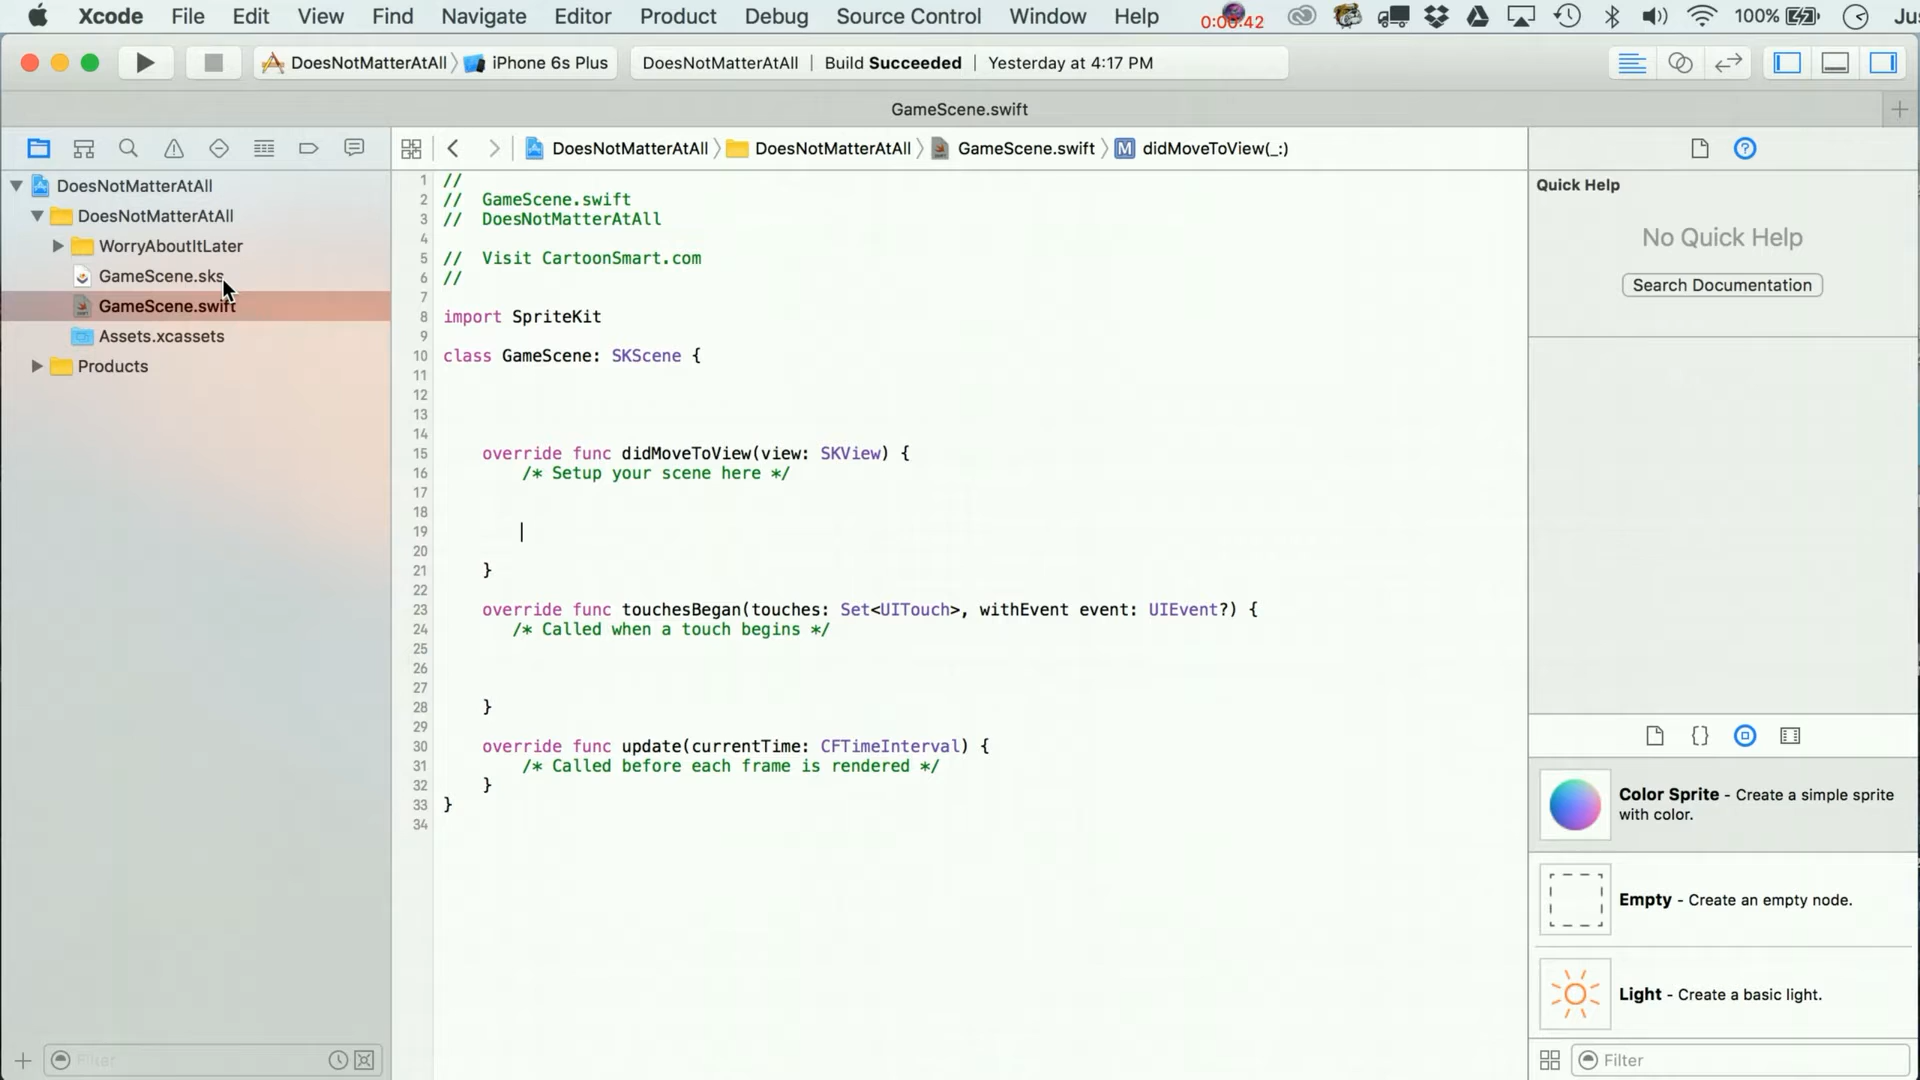 Xcode File Edit View Find Navigate Editor Product Debug Source Control Window Help 0:00:42 100%
DoesNotMatterAtAll iPhone 6s Plus DoesNotMatterAtAll | Build Succeeded | Yesterday at 4:17 PM
GameScene.swift
DoesNotMatterAtAll DoesNotMatterAtAll GameScene.swift M didMoveToView(_:)
DoesNotMatterAtAll
DoesNotMatterAtAll
WorryAboutItLater
GameScene.sks
GameScene.swift
Assets.xcassets
Products
Filter
1 //
2 // GameScene.swift
3 // DoesNotMatterAtAll
4
5 // Visit CartoonSmart.com
6 //
7
8 import SpriteKit
9
10 class GameScene: SKScene {
11
12
13
14
15 override func didMoveToView(view: SKView) {
16 /* Setup your scene here */
17
18
19
20
21 }
22
23 override func touchesBegan(touches: Set<UITouch>, withEvent event: UIEvent?) {
24 /* Called when a touch begins */
25
26
27
28 }
29
30 override func update(currentTime: CFTimeInterval) {
31 /* Called before each frame is rendered */
32 }
33 }
34
Quick Help
No Quick Help
Search Documentation
Color Sprite - Create a simple sprite
with color.
Empty - Create an empty node.
Light - Create a basic light.
Filter